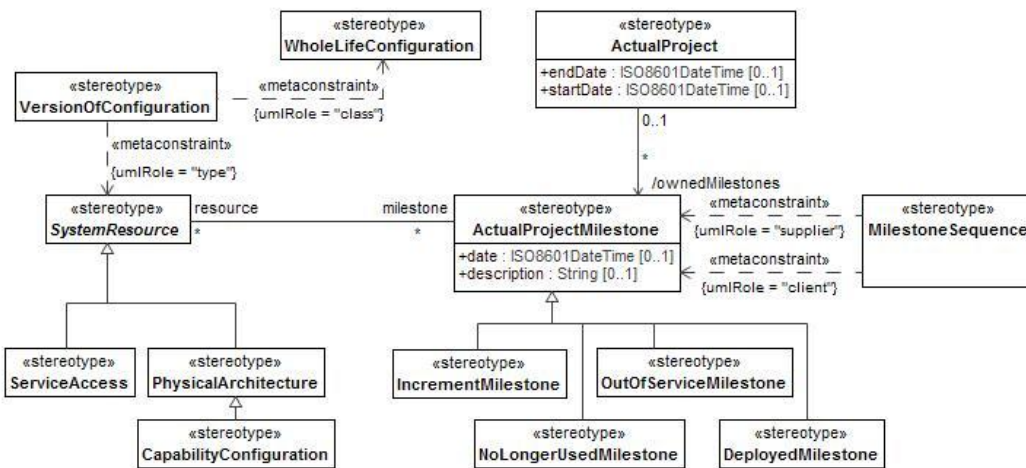 «stereotype»
WholeLifeConfiguration
«stereotype»
ActualProject
+endDate : ISO8601DateTime [0..1]
+startDate : ISO8601DateTime [0..1]
«stereotype»
VersionOfConfiguration
«metaconstraint»
{umlRole = "class"}
«metaconstraint»
{umlRole = "type"}
0..1
*
/ownedMilestones
«stereotype»
SystemResource
resource
*
milestone
*
«stereotype»
ActualProjectMilestone
+date : ISO8601DateTime [0..1]
+description : String [0..1]
«metaconstraint»
{umlRole = "supplier"}
«metaconstraint»
{umlRole = "client"}
«stereotype»
MilestoneSequence
«stereotype»
ServiceAccess
«stereotype»
PhysicalArchitecture
«stereotype»
IncrementMilestone
«stereotype»
OutOfServiceMilestone
«stereotype»
CapabilityConfiguration
«stereotype»
NoLongerUsedMilestone
«stereotype»
DeployedMilestone